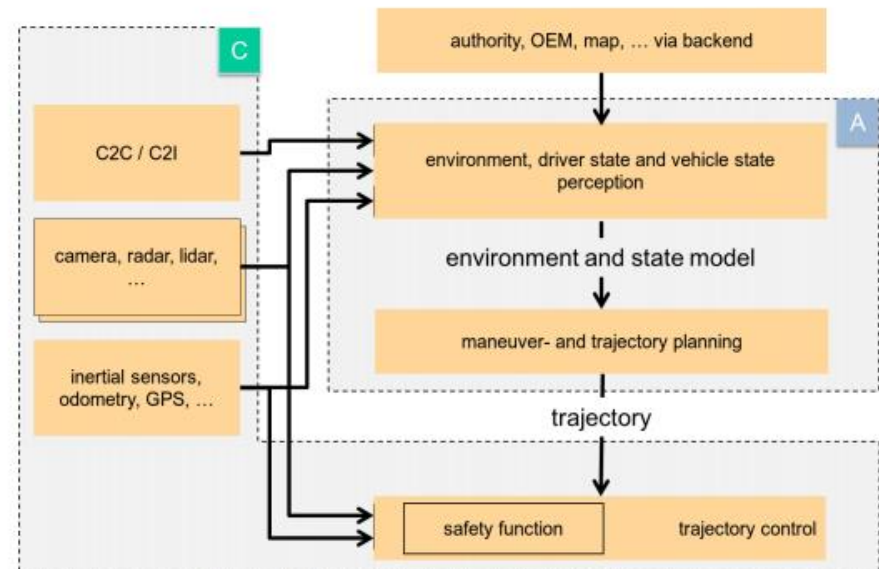 C
authority, OEM, map, … via backend
A
C2C / C2I
environment, driver state and vehicle state
perception
camera, radar, lidar,
…
environment and state model
maneuver- and trajectory planning
inertial sensors,
odometry, GPS, …
trajectory
safety function
trajectory control